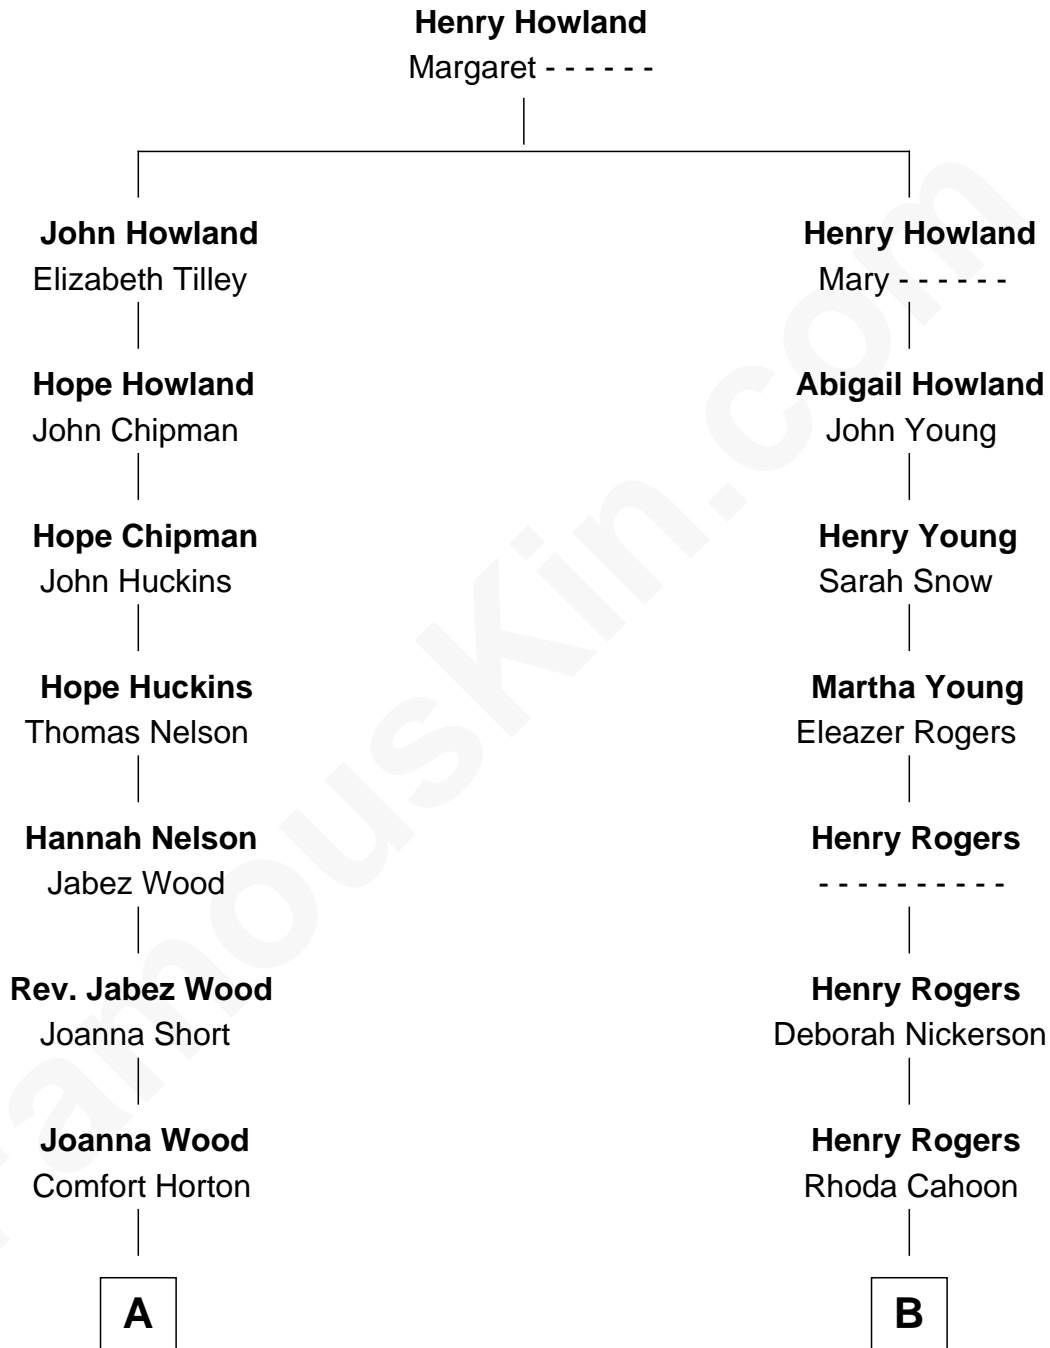 Henry Howland
Margaret - - - - - -
John Howland
Elizabeth Tilley
Henry Howland
Mary - - - - - -
Hope Howland
John Chipman
Abigail Howland
John Young
Hope Chipman
John Huckins
Henry Young
Sarah Snow
Hope Huckins
Thomas Nelson
Martha Young
Eleazer Rogers
Hannah Nelson
Jabez Wood
Henry Rogers
- - - - - - - - - -
Rev. Jabez Wood
Joanna Short
Henry Rogers
Deborah Nickerson
Joanna Wood
Comfort Horton
Henry Rogers
Rhoda Cahoon
A
B
FamousKin.com